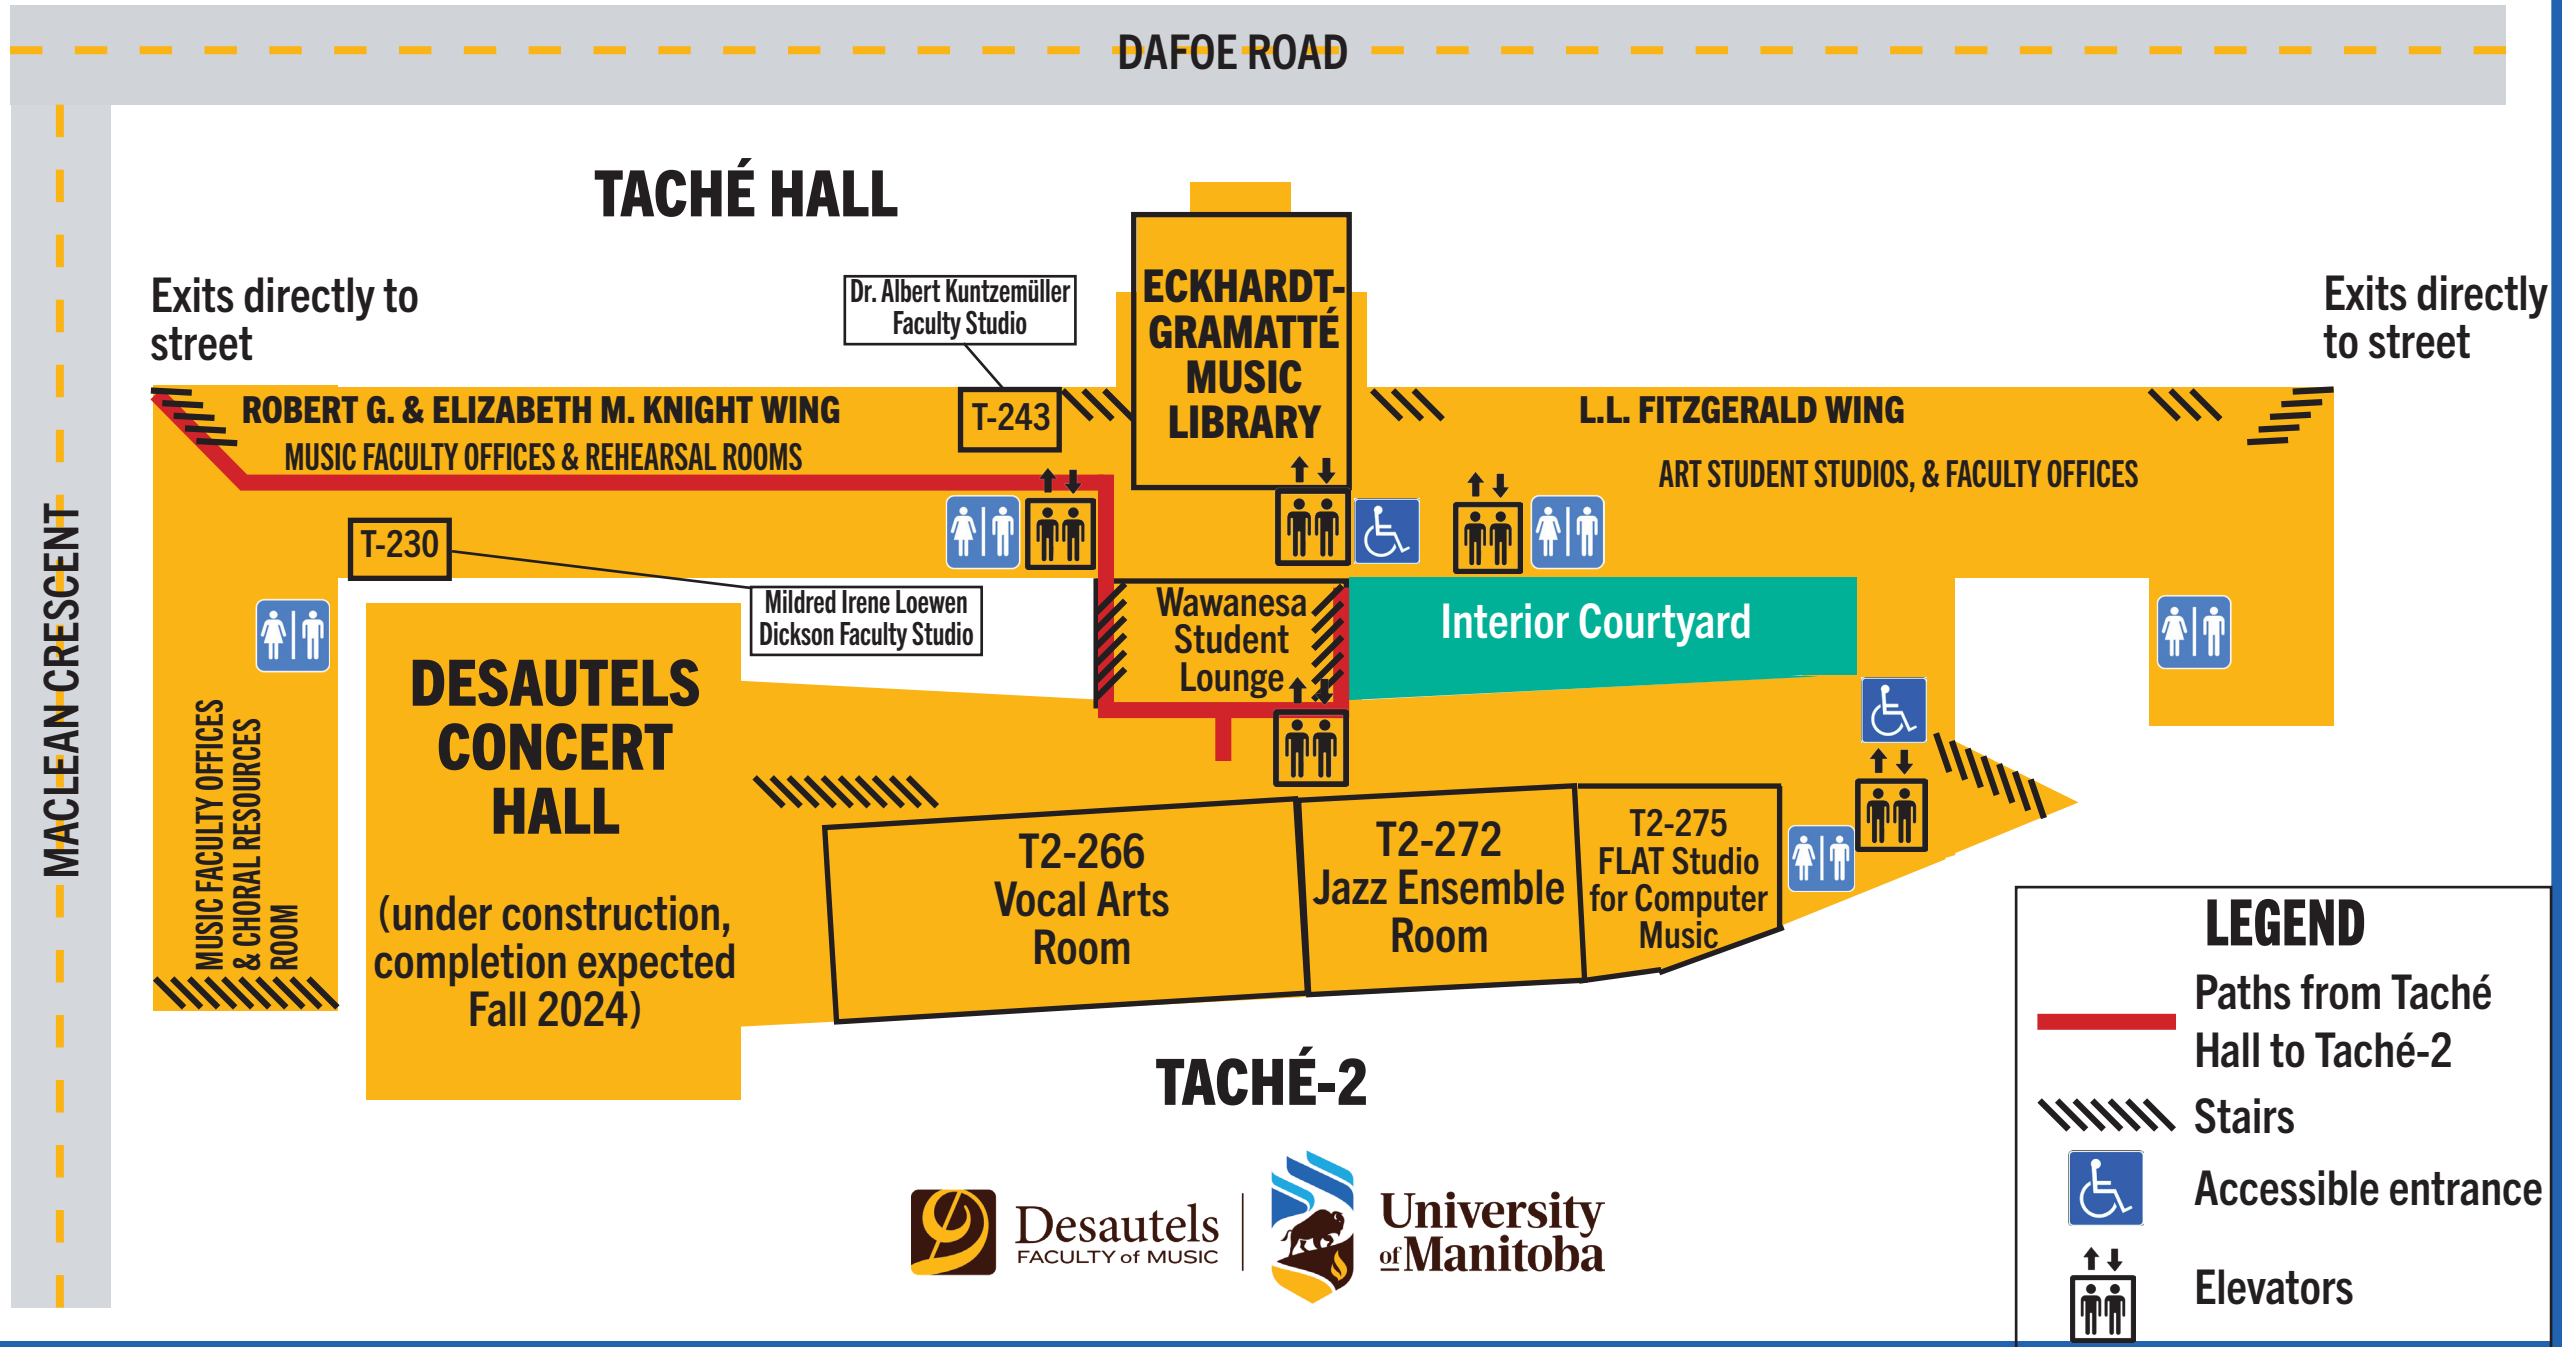 DAFOE ROAD
MACLEAN CRESCENT
TACHÉ HALL
Exits directly to
street
Dr. Albert Kuntzemüller
Faculty Studio
ECKHARDT-
GRAMATTÉ
MUSIC
LIBRARY
Exits directly
to street
ROBERT G. & ELIZABETH M. KNIGHT WING
MUSIC FACULTY OFFICES & REHEARSAL ROOMS
T-243
L.L. FITZGERALD WING
ART STUDENT STUDIOS, & FACULTY OFFICES
T-230
Mildred Irene Loewen
Dickson Faculty Studio
Wawanesa
Student
Lounge
Interior Courtyard
MUSIC FACULTY OFFICES
& CHORAL RESOURCES
ROOM
DESAUTELS
CONCERT
HALL
(under construction,
completion expected
Fall 2024)
T2-266
Vocal Arts
Room
T2-272
Jazz Ensemble
Room
T2-275
FLAT Studio
for Computer
Music
TACHÉ-2
LEGEND
Paths from Taché
Hall to Taché-2
Stairs
Accessible entrance
Elevators
Desautels
FACULTY of MUSIC
University
of Manitoba